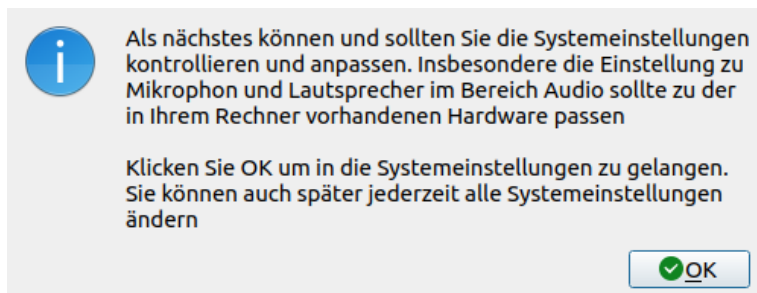 Als nächstes können und sollten Sie die Systemeinstellungen
kontrollieren und anpassen. Insbesondere die Einstellung zu
Mikrophon und Lautsprecher im Bereich Audio sollte zu der
in Ihrem Rechner vorhandenen Hardware passen
Klicken Sie OK um in die Systemeinstellungen zu gelangen.
Sie können auch später jederzeit alle Systemeinstellungen
ändern
OK